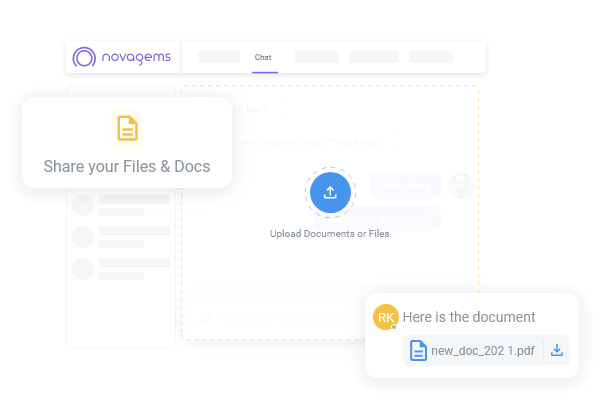 novagems
Chat
Share your Files & Docs
Upload Documents or Files
RK
Here is the document
new_doc_202 1.pdf